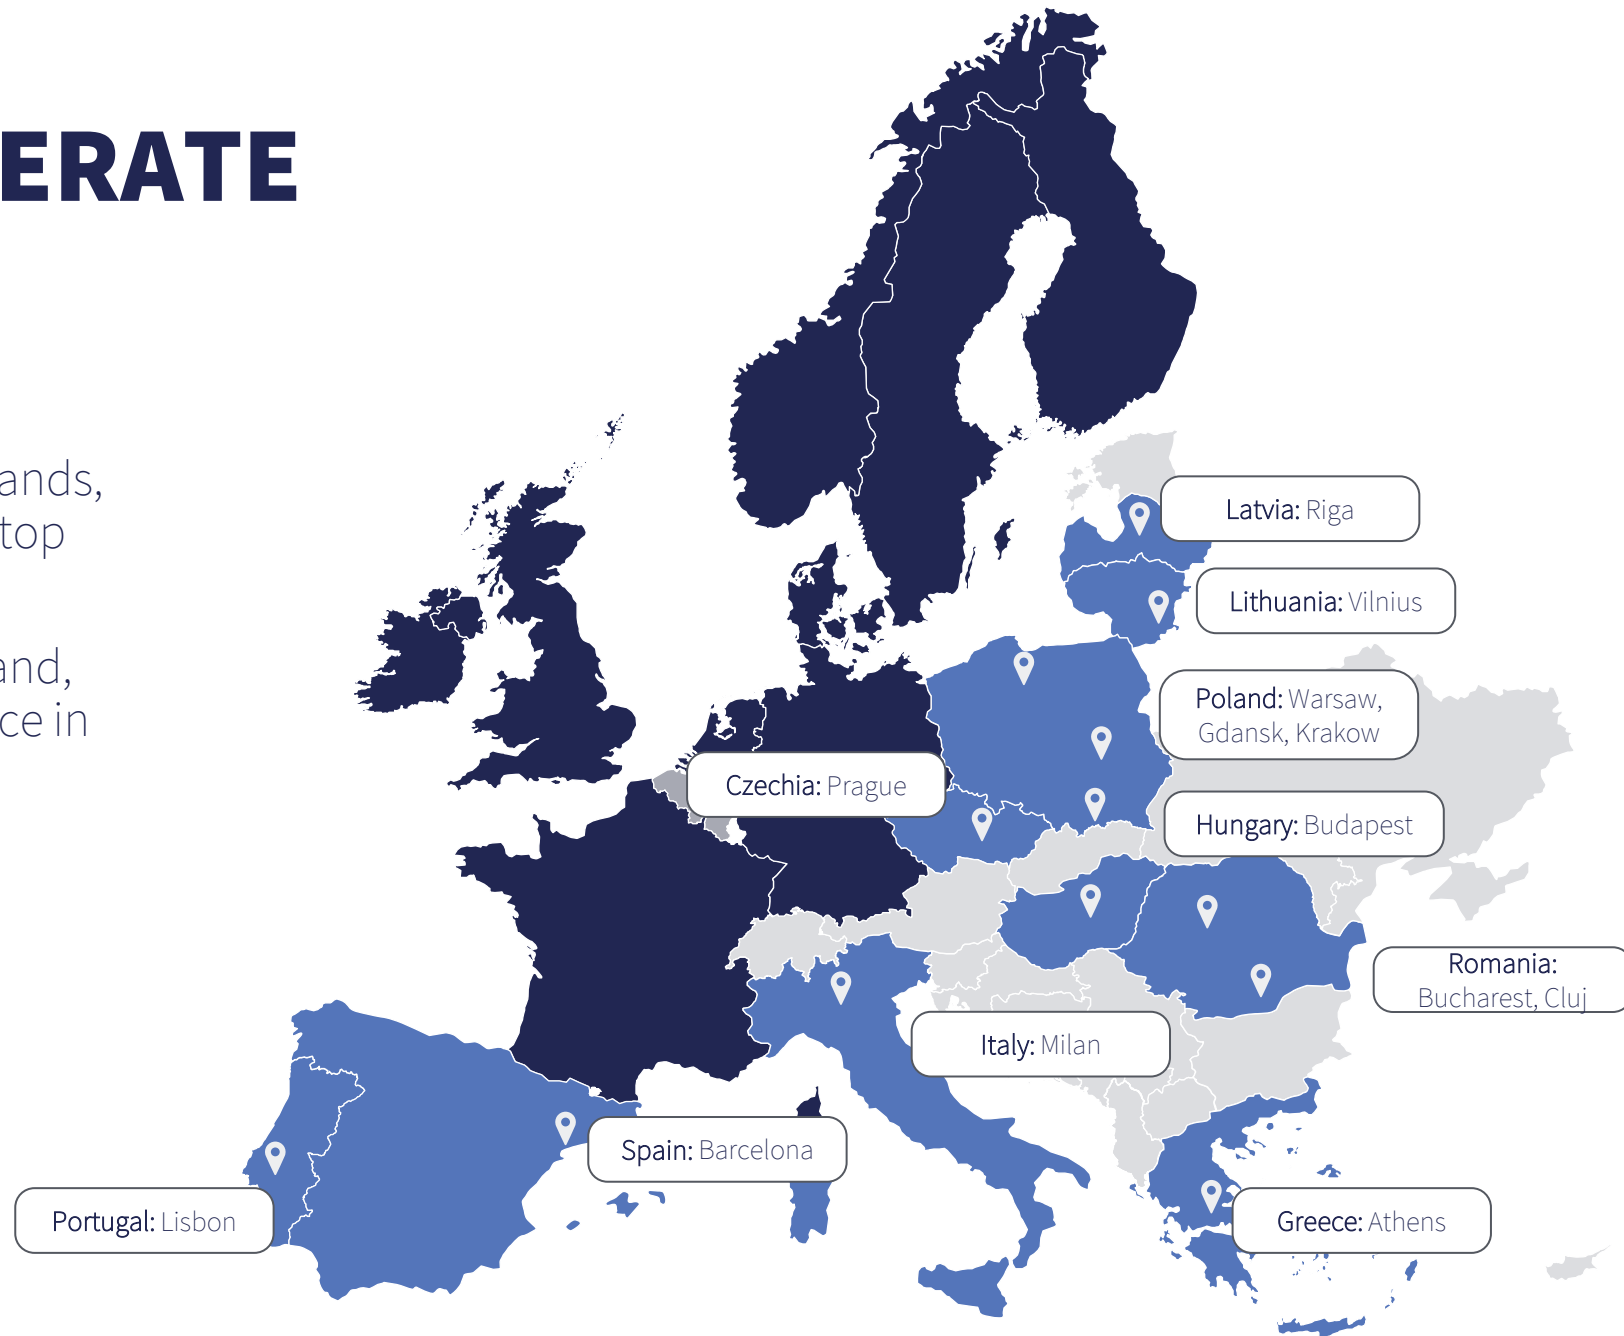 ERATE
ands,
top
and,
ce in
Latvia: Riga
Lithuania: Vilnius
Poland: Warsaw,
Gdansk, Krakow
Czechia: Prague
Hungary: Budapest
Romania:
Bucharest, Cluj
Italy: Milan
Spain: Barcelona
Portugal: Lisbon
Greece: Athens